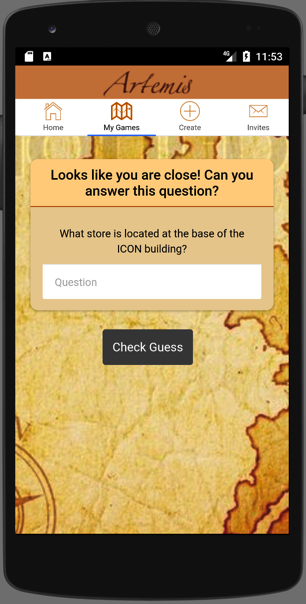 4G 11:53
Artemis
Home My Games Create Invites
Looks like you are close! Can you
answer this question?
What store is located at the base of the
ICON building?
Question
Check Guess